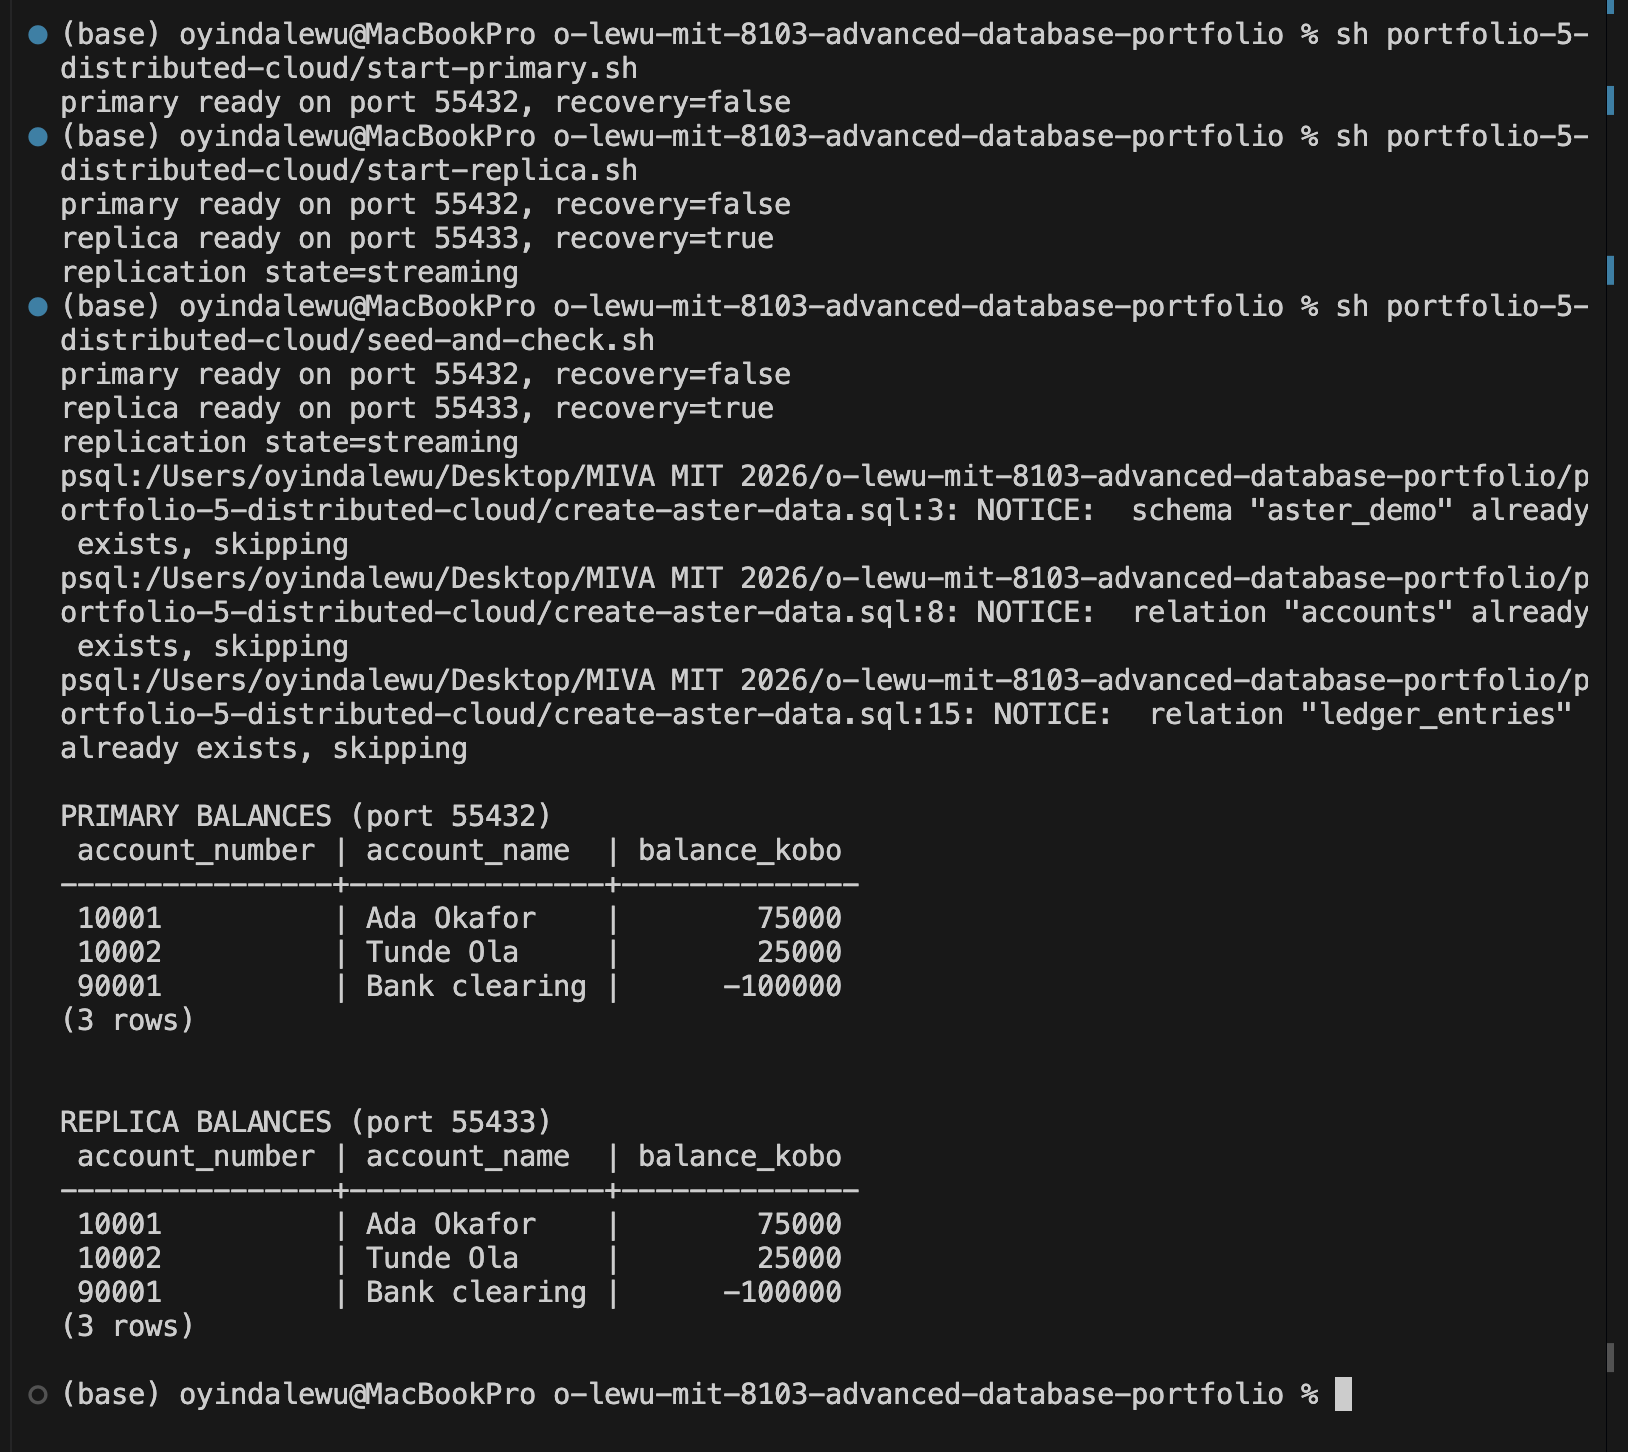 (base) oyindalewu@MacBookPro o-lewu-mit-8103-advanced-database-portfolio % sh portfolio-5-
distributed-cloud/start-primary.sh
primary ready on port 55432, recovery=false
(base) oyindalewu@MacBookPro o-lewu-mit-8103-advanced-database-portfolio % sh portfolio-5-
distributed-cloud/start-replica.sh
primary ready on port 55432, recovery=false
replica ready on port 55433, recovery=true
replication state=streaming
(base) oyindalewu@MacBookPro o-lewu-mit-8103-advanced-database-portfolio % sh portfolio-5-
distributed-cloud/seed-and-check.sh
primary ready on port 55432, recovery=false
replica ready on port 55433, recovery=true
replication state=streaming
psql:/Users/oyindalewu/Desktop/MIVA MIT 2026/o-lewu-mit-8103-advanced-database-portfolio/p
ortfolio-5-distributed-cloud/create-aster-data.sql:3: NOTICE:  schema "aster_demo" already
 exists, skipping
psql:/Users/oyindalewu/Desktop/MIVA MIT 2026/o-lewu-mit-8103-advanced-database-portfolio/p
ortfolio-5-distributed-cloud/create-aster-data.sql:8: NOTICE:  relation "accounts" already
 exists, skipping
psql:/Users/oyindalewu/Desktop/MIVA MIT 2026/o-lewu-mit-8103-advanced-database-portfolio/p
ortfolio-5-distributed-cloud/create-aster-data.sql:15: NOTICE:  relation "ledger_entries"
already exists, skipping

PRIMARY BALANCES (port 55432)
 account_number | account_name  | balance_kobo
----------------+---------------+--------------
 10001          | Ada Okafor    |        75000
 10002          | Tunde Ola     |        25000
 90001          | Bank clearing |      -100000
(3 rows)


REPLICA BALANCES (port 55433)
 account_number | account_name  | balance_kobo
----------------+---------------+--------------
 10001          | Ada Okafor    |        75000
 10002          | Tunde Ola     |        25000
 90001          | Bank clearing |      -100000
(3 rows)

(base) oyindalewu@MacBookPro o-lewu-mit-8103-advanced-database-portfolio %